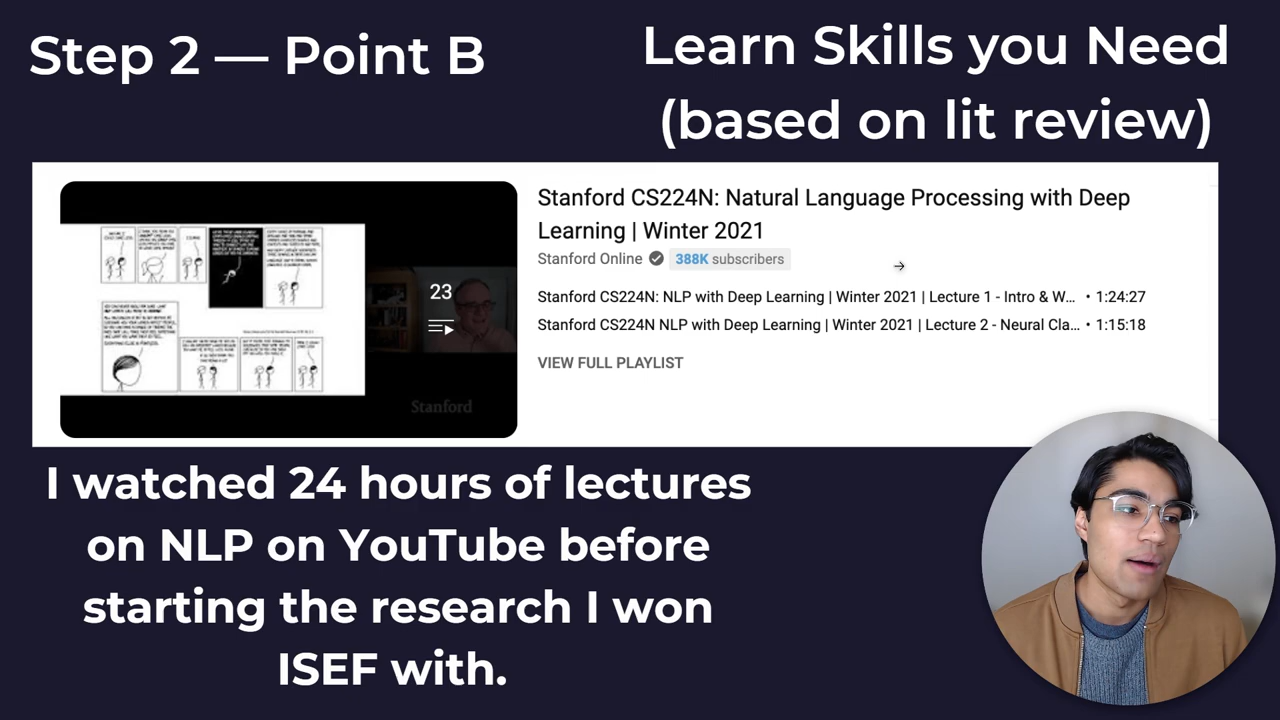 Step 2 — Point B
Learn Skills you Need
(based on lit review)
23
Stanford
Stanford CS224N: Natural Language Processing with Deep
Learning | Winter 2021
Stanford Online 388K subscribers
Stanford CS224N: NLP with Deep Learning | Winter 2021 | Lecture 1 - Intro & W... • 1:24:27
Stanford CS224N NLP with Deep Learning | Winter 2021 | Lecture 2 - Neural Cla... • 1:15:18
VIEW FULL PLAYLIST
I watched 24 hours of lectures
on NLP on YouTube before
starting the research I won
ISEF with.